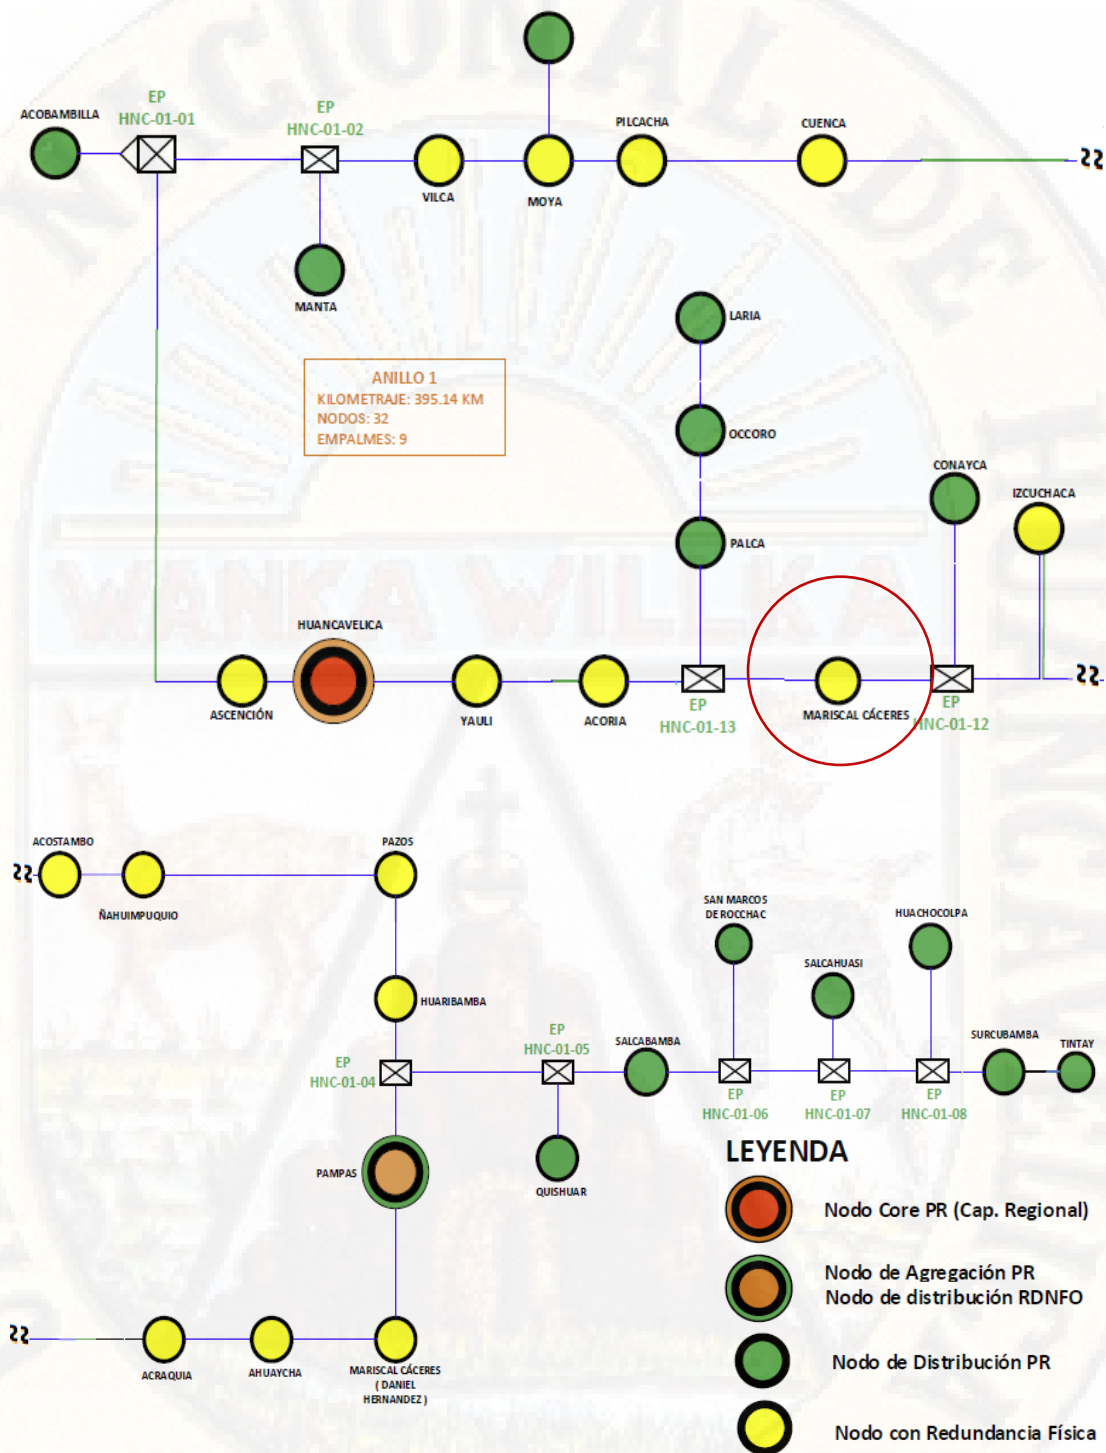 NACIONAL DE
HUANCAVELICA
WANKA WILLKA
ACOBAMBILLA
EP
HNC-01-01
EP
HNC-01-02
PILCACHA
CUENCA
VILCA
MOYA
MANTA
LARIA
ANILLO 1
KILOMETRAJE: 395.14 KM
NODOS: 32
EMPALMES: 9
OCCORO
CONAYCA
IZCUCHACA
PALCA
HUANCAVELICA
ASCENCIÓN
YAULI
ACORIA
EP
HNC-01-13
MARISCAL CÁCERES
EP
HNC-01-12
ACOSTAMBO
ÑAHUIMPUQUIO
PAZOS
HUARIBAMBA
SAN MARCOS
DE ROCCHAC
HUACHOCOLPA
SALCAHUASI
EP
HNC-01-04
EP
HNC-01-05
SALCABAMBA
SURCUBAMBA
TINTAY
EP
HNC-01-06
EP
HNC-01-07
EP
HNC-01-08
PAMPAS
QUISHUAR
ACRAQUIA
AHUAYCHA
MARISCAL CÁCERES
( DANIEL
HERNANDEZ )
LEYENDA
Nodo Core PR (Cap. Regional)
Nodo de Agregación PR
Nodo de distribución RDNFO
Nodo de Distribución PR
Nodo con Redundancia Física